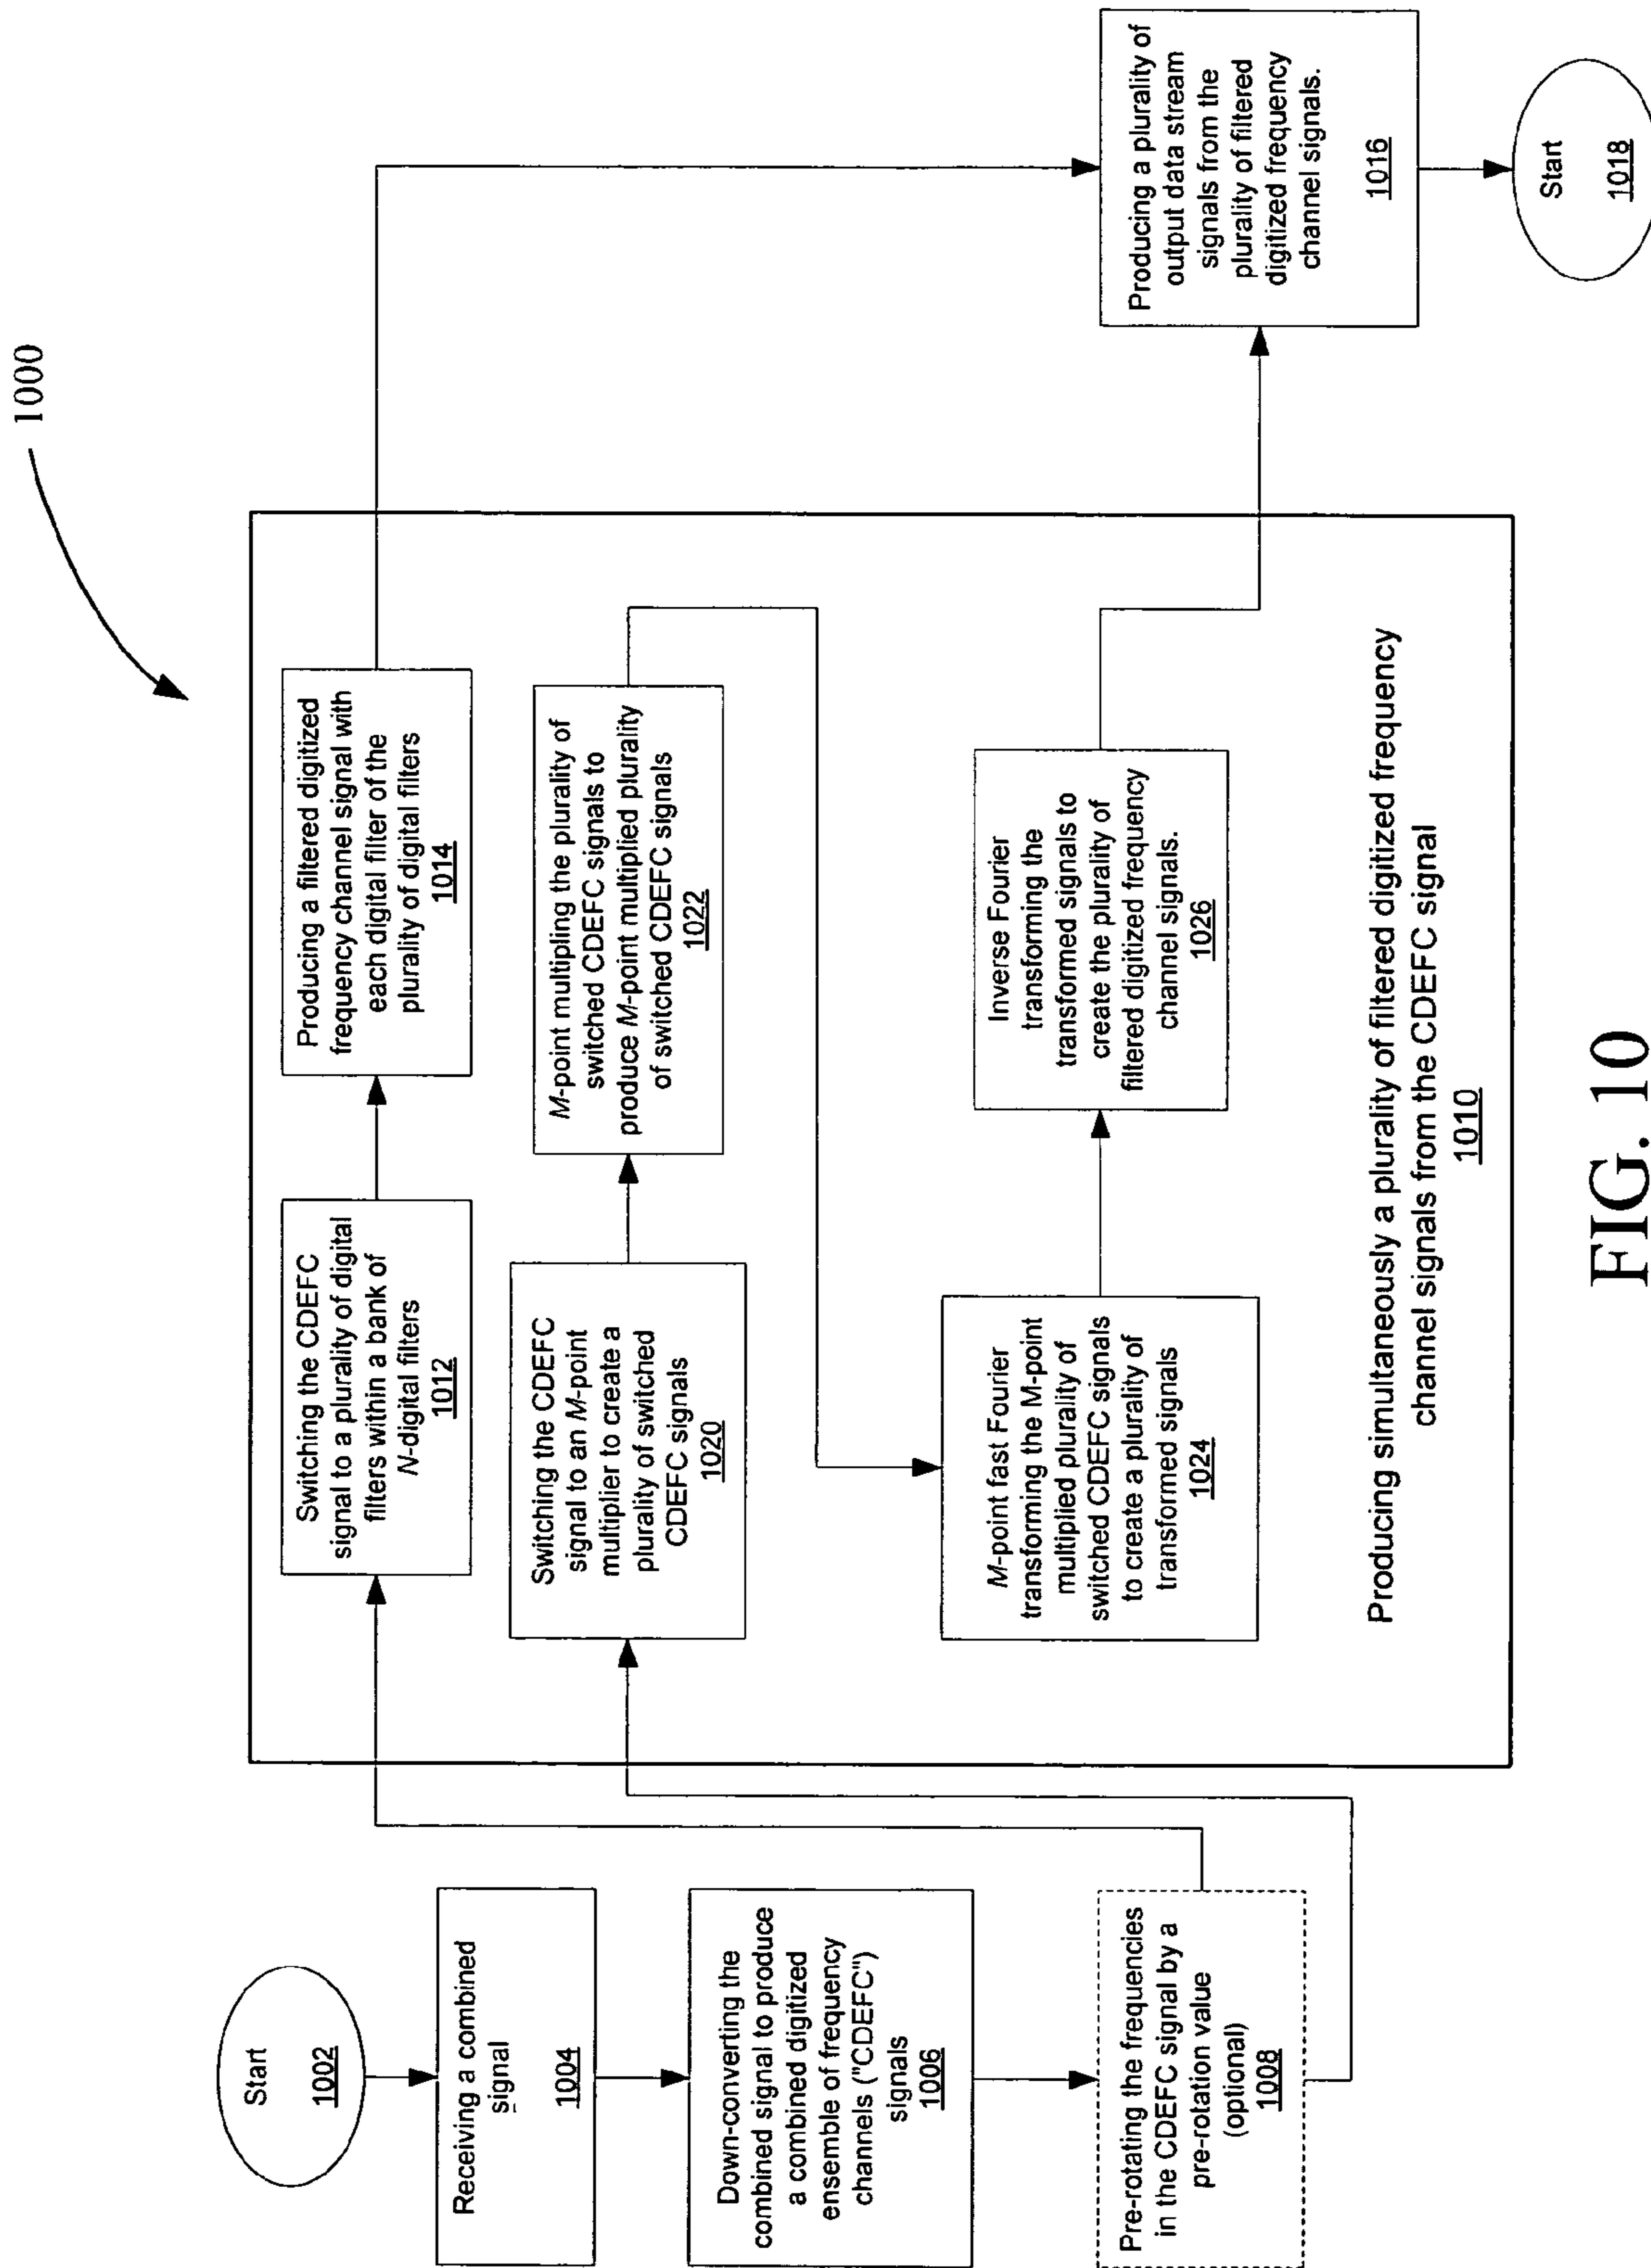 1000
Start
1002
Receiving a combined
signal
1004
Down-converting the
combined signal to produce
a combined digitized
ensemble of frequency
channels ("CDEFC")
signals
1006
Pre-rotating the frequencies
in the CDEFC signal by a
pre-rotation value
(optional)
1008
Switching the CDEFC
signal to a plurality of digital
filters within a bank of
N-digital filters
1012
Producing a filtered digitized
frequency channel signal with
each digital filter of the
plurality of digital filters
1014
Switching the CDEFC
signal to an M-point
multiplier to create a
plurality of switched
CDEFC signals
1020
M-point multipling the plurality of
switched CDEFC signals to
produce M-point multiplied plurality
of switched CDEFC signals
1022
M-point fast Fourier
transforming the M-point
multiplied plurality of
switched CDEFC signals
to create a plurality of
transformed signals
1024
Inverse Fourier
transforming the
transformed signals to
create the plurality of
filtered digitized frequency
channel signals.
1026
Producing simultaneously a plurality of filtered digitized frequency
channel signals from the CDEFC signal
1010
Producing a plurality of
output data stream
signals from the
plurality of filtered
digitized frequency
channel signals.
1016
Start
1018
FIG. 10